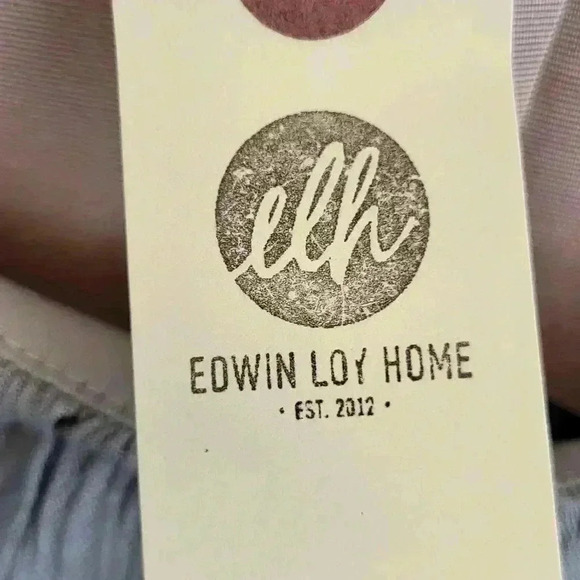 elh
EDWIN LOY HOME
· EST. 2012 ·